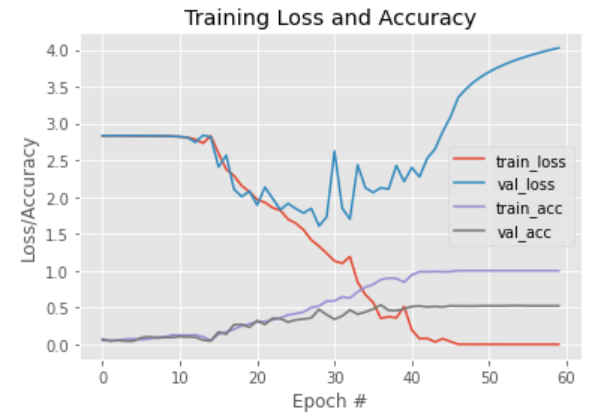 Training Loss and Accuracy
4.0
3.5
3.0
2.5
2.0
1.5
1.0
0.5
0.0
Loss/Accuracy
train_loss
val_loss
train_acc
val_acc
0 10 20 30 40 50 60
Epoch #